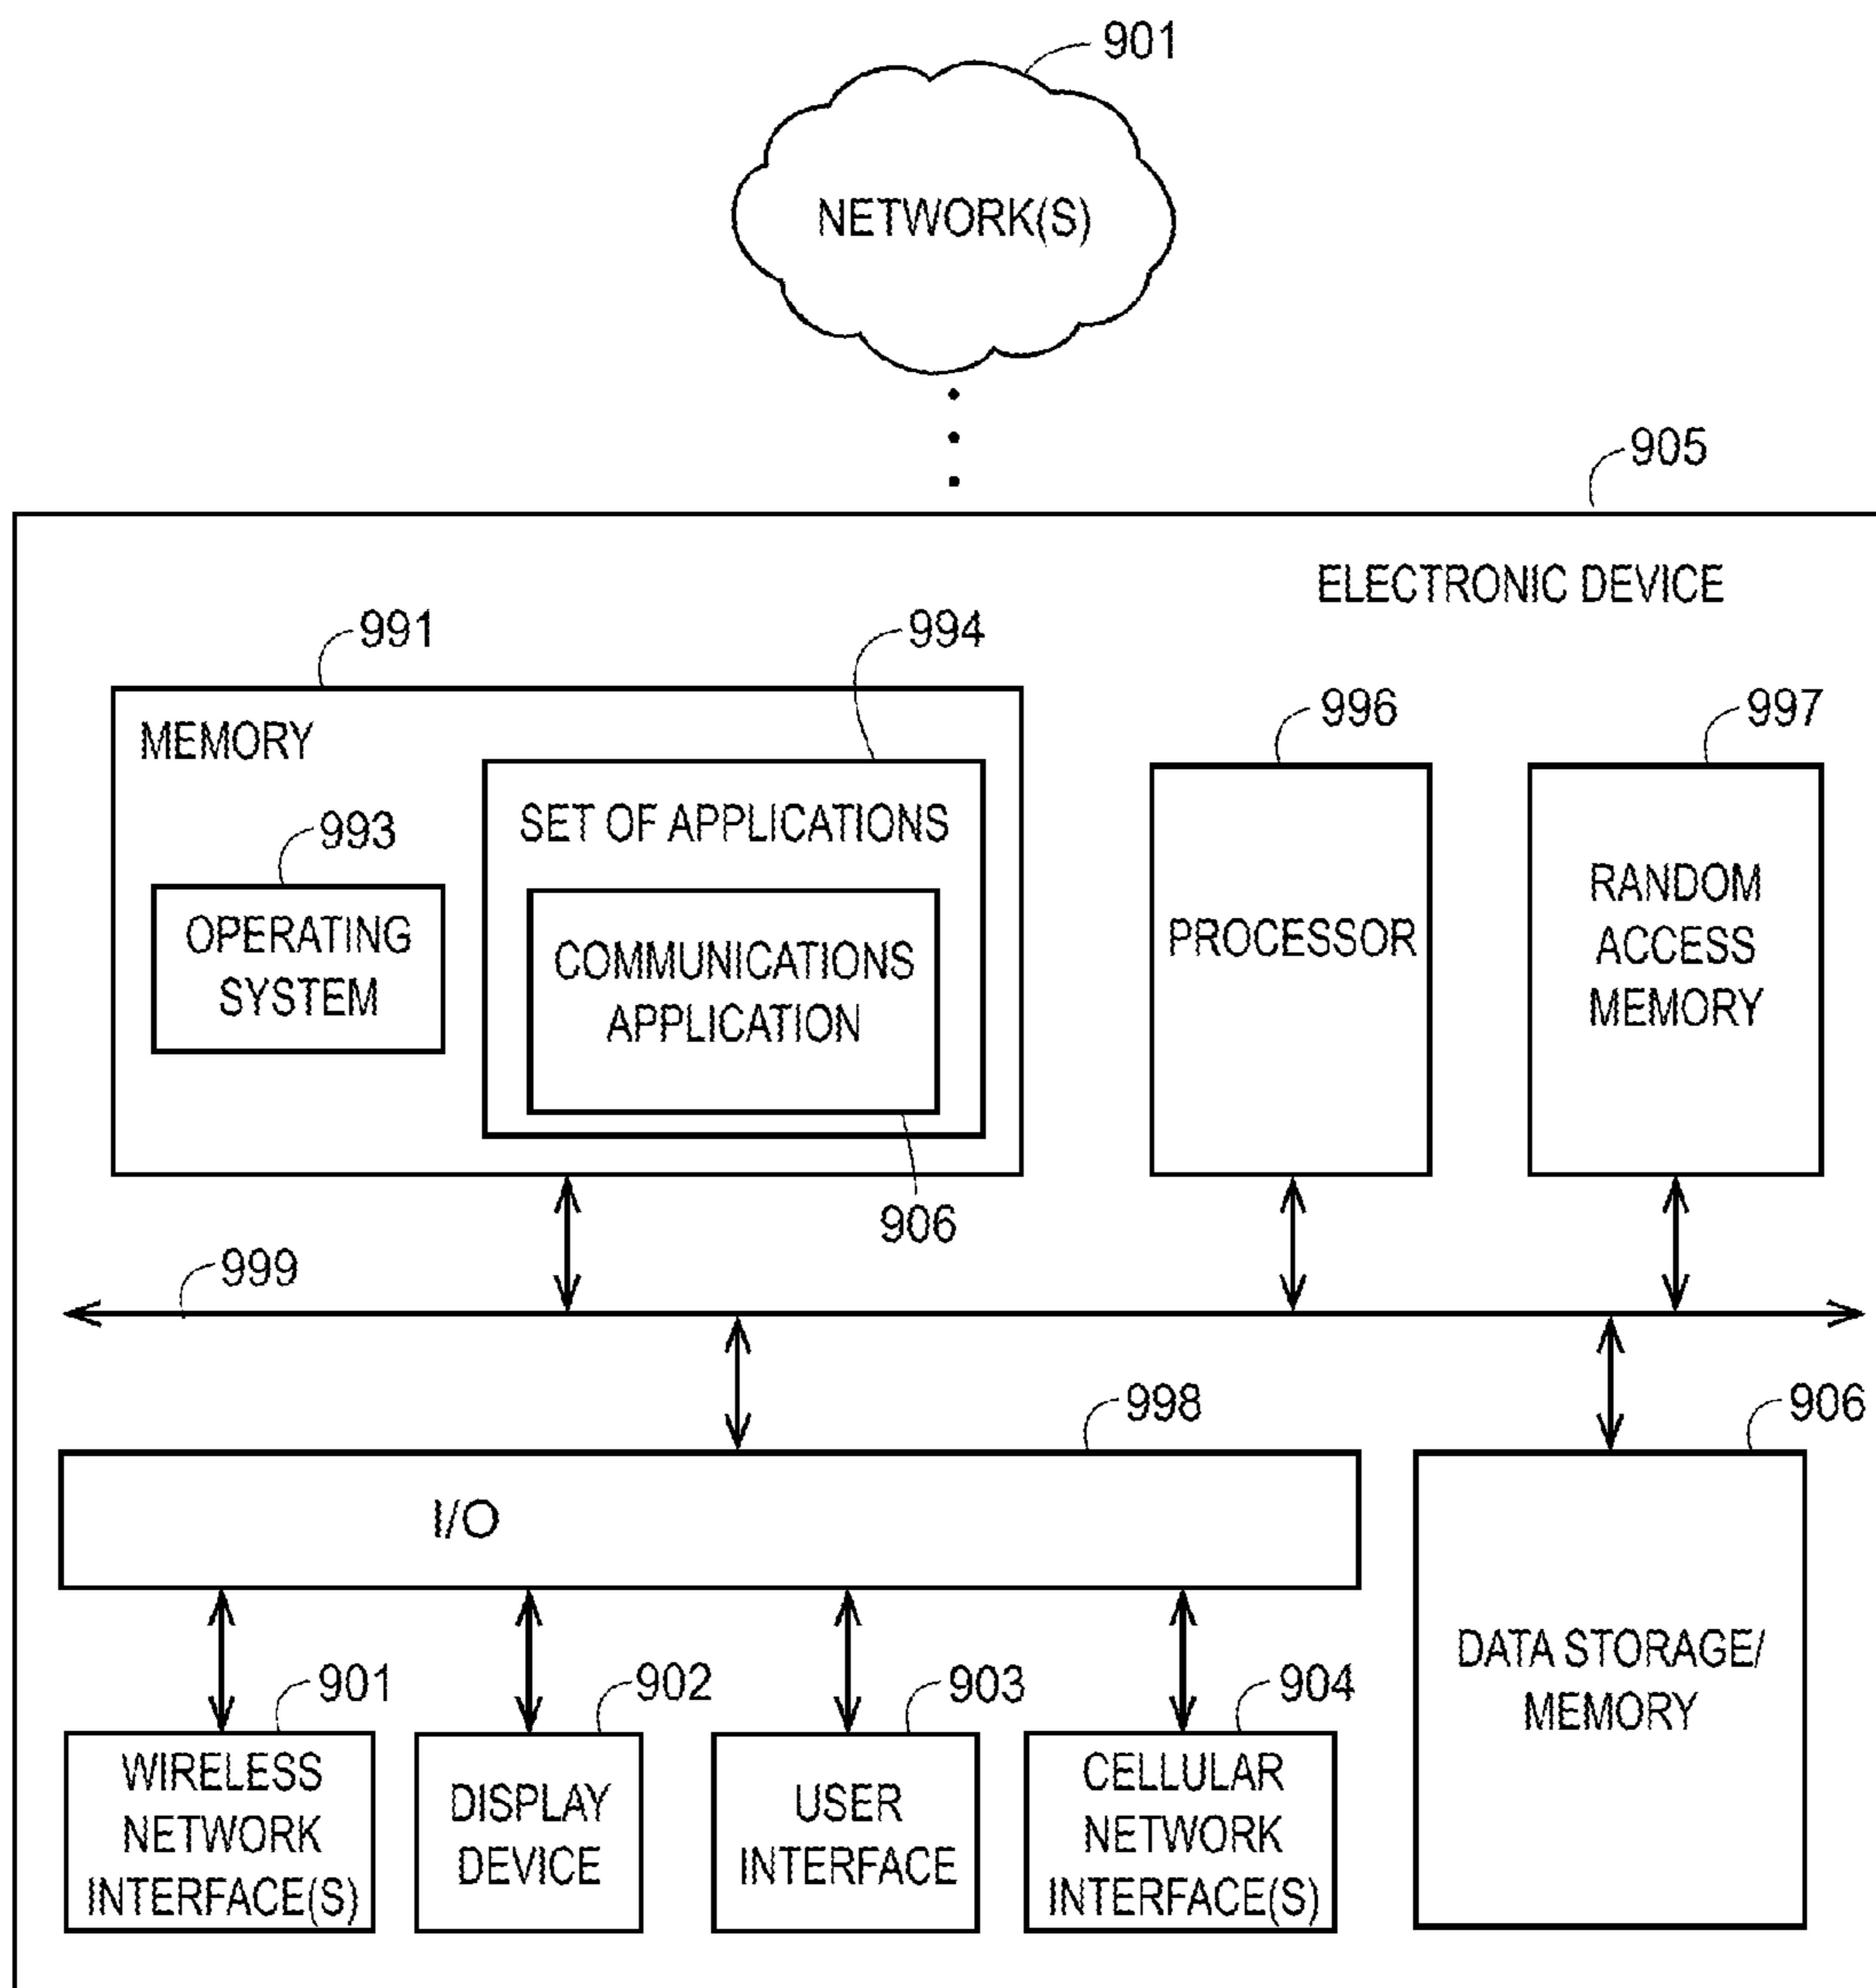 901
NETWORK(S)
905
ELECTRONIC DEVICE
991
994
MEMORY
996
997
SET OF APPLICATIONS
993
OPERATING
SYSTEM
COMMUNICATIONS
APPLICATION
PROCESSOR
RANDOM
ACCESS
MEMORY
906
999
998
906
I/O
DATA STORAGE/
MEMORY
901
902
903
904
WIRELESS
NETWORK
INTERFACE(S)
DISPLAY
DEVICE
USER
INTERFACE
CELLULAR
NETWORK
INTERFACE(S)